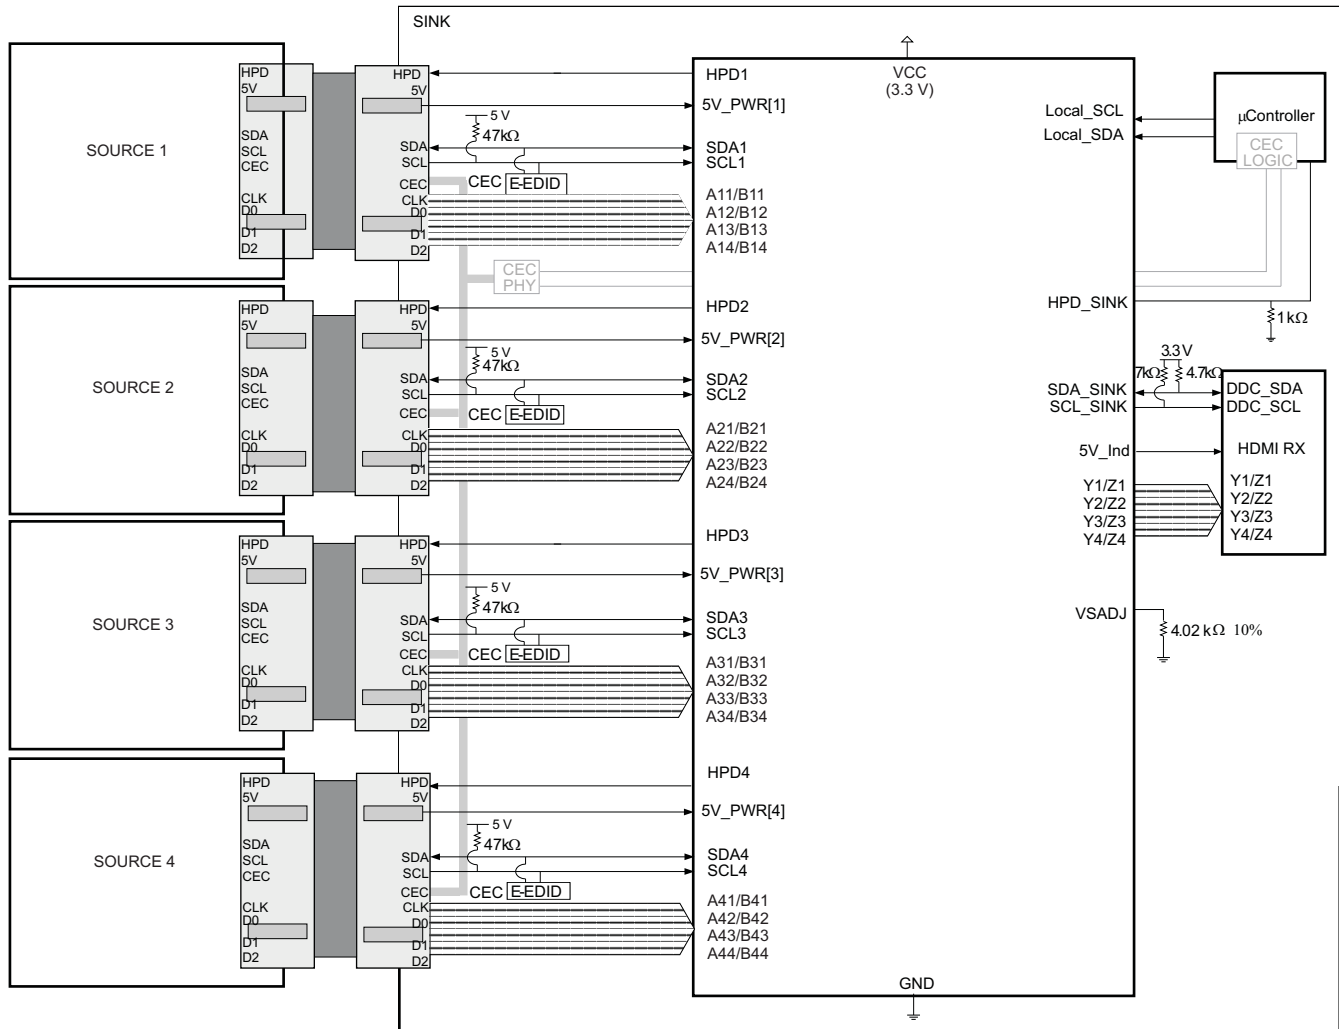 SINK
SOURCE 1
HPD
5V
SDA
SCL
CEC
CLK
D0
D1
D2
HPD
5V
SDA
SCL
CEC
CLK
D0
D1
D2
5 V
47kΩ
CEC
E-EDID
CEC
PHY
HPD1
5V_PWR[1]
SDA1
SCL1
A11/B11
A12/B12
A13/B13
A14/B14
SOURCE 2
HPD
5V
SDA
SCL
CEC
CLK
D0
D1
D2
HPD
5V
SDA
SCL
CEC
CLK
D0
D1
D2
5 V
47kΩ
CEC
E-EDID
HPD2
5V_PWR[2]
SDA2
SCL2
A21/B21
A22/B22
A23/B23
A24/B24
SOURCE 3
HPD
5V
SDA
SCL
CEC
CLK
D0
D1
D2
HPD
5V
SDA
SCL
CEC
CLK
D0
D1
D2
5 V
47kΩ
CEC
E-EDID
HPD3
5V_PWR[3]
SDA3
SCL3
A31/B31
A32/B32
A33/B33
A34/B34
SOURCE 4
HPD
5V
SDA
SCL
CEC
CLK
D0
D1
D2
HPD
5V
SDA
SCL
CEC
CLK
D0
D1
D2
5 V
47kΩ
CEC
E-EDID
HPD4
5V_PWR[4]
SDA4
SCL4
A41/B41
A42/B42
A43/B43
A44/B44
VCC
(3.3 V)
GND
Local_SCL
Local_SDA
HPD_SINK
SDA_SINK
SCL_SINK
5V_Ind
Y1/Z1
Y2/Z2
Y3/Z3
Y4/Z4
VSADJ
µController
CEC
LOGIC
1kΩ
3.3 V
7kΩ
4.7kΩ
DDC_SDA
DDC_SCL
HDMI RX
Y1/Z1
Y2/Z2
Y3/Z3
Y4/Z4
4.02 kΩ 10%